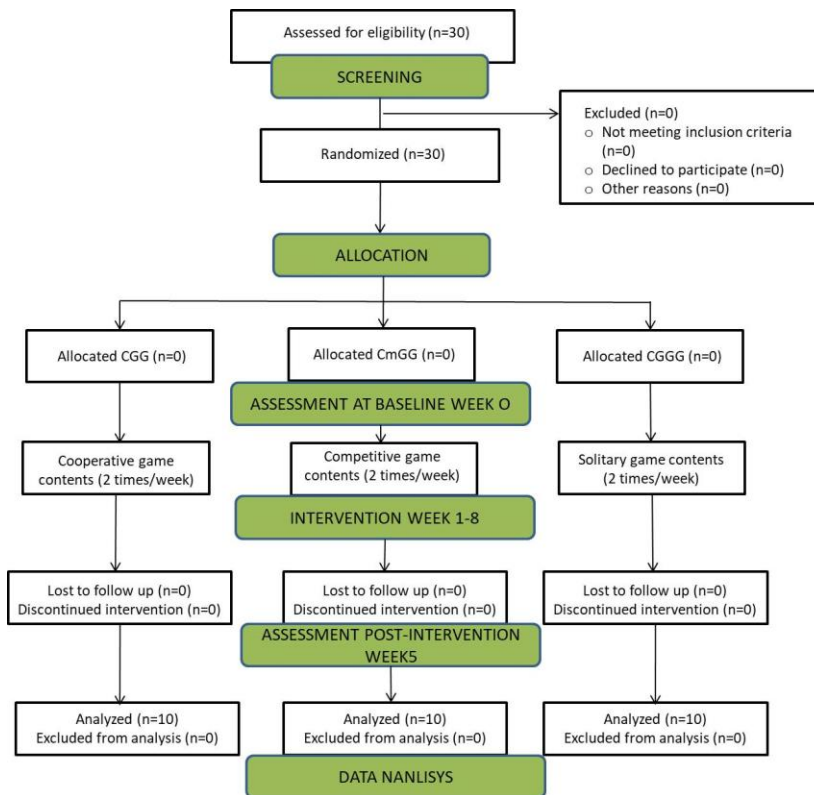 Assessed for eligibility (n=30)
SCREENING
Excluded (n=0)
o Not meeting inclusion criteria
(n=0)
o Declined to participate (n=0)
o Other reasons (n=0)
Randomized (n=30)
ALLOCATION
Allocated CGG (n=0)
Allocated CmGG (n=0)
Allocated CGGG (n=0)
ASSESSMENT AT BASELINE WEEK O
Cooperative game
contents (2 times/week)
Competitive game
contents (2 times/week)
Solitary game contents
(2 times/week)
INTERVENTION WEEK 1-8
Lost to follow up (n=0)
Discontinued intervention (n=0)
Lost to follow up (n=0)
Discontinued intervention (n=0)
Lost to follow up (n=0)
Discontinued intervention (n=0)
ASSESSMENT POST-INTERVENTION
WEEK5
Analyzed (n=10)
Excluded from analysis (n=0)
Analyzed (n=10)
Excluded from analysis (n=0)
Analyzed (n=10)
Excluded from analysis (n=0)
DATA NANLISYS